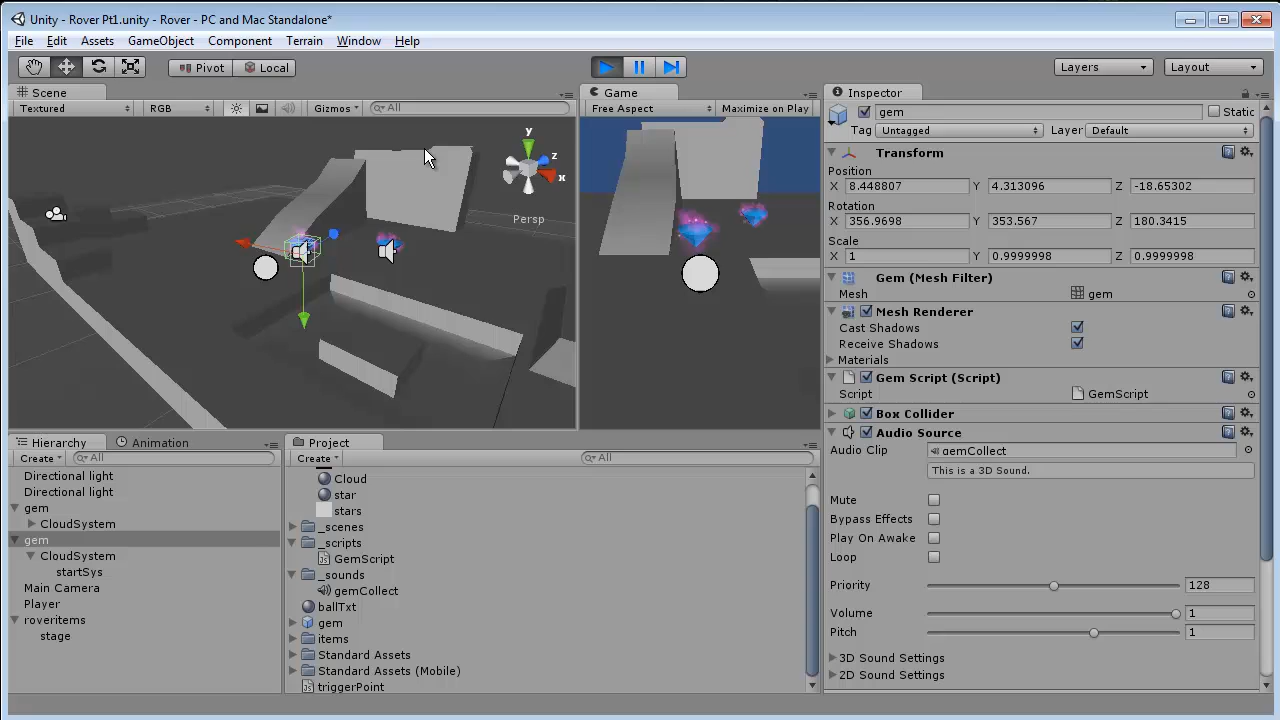 Unity - Rover Pt1.unity - Rover - PC and Mac Standalone*
File Edit Assets GameObject Component Terrain Window Help
Pivot Local Layers Layout
Scene
Textured RGB Gizmos All
y
z
x
Persp
Game
Free Aspect Maximize on Play
Inspector
gem Static
Tag Untagged Layer Default
Transform
Position
X 8.448807 Y 4.313096 Z -18.65302
Rotation
X 356.9698 Y 353.567 Z 180.3415
Scale
X 1 Y 0.9999998 Z 0.9999998
Gem (Mesh Filter)
Mesh gem
Mesh Renderer
Cast Shadows
Receive Shadows
Materials
Gem Script (Script)
Script GemScript
Box Collider
Audio Source
Audio Clip gemCollect
This is a 3D Sound.
Mute
Bypass Effects
Play On Awake
Loop
Priority 128
Volume 1
Pitch 1
3D Sound Settings
2D Sound Settings
Hierarchy Animation
Create All
Directional light
Directional light
gem
CloudSystem
gem
CloudSystem
startSys
Main Camera
Player
roveritems
stage
Project
Create All
Cloud
star
stars
_scenes
_scripts
GemScript
_sounds
gemCollect
ballTxt
gem
items
Standard Assets
Standard Assets (Mobile)
triggerPoint